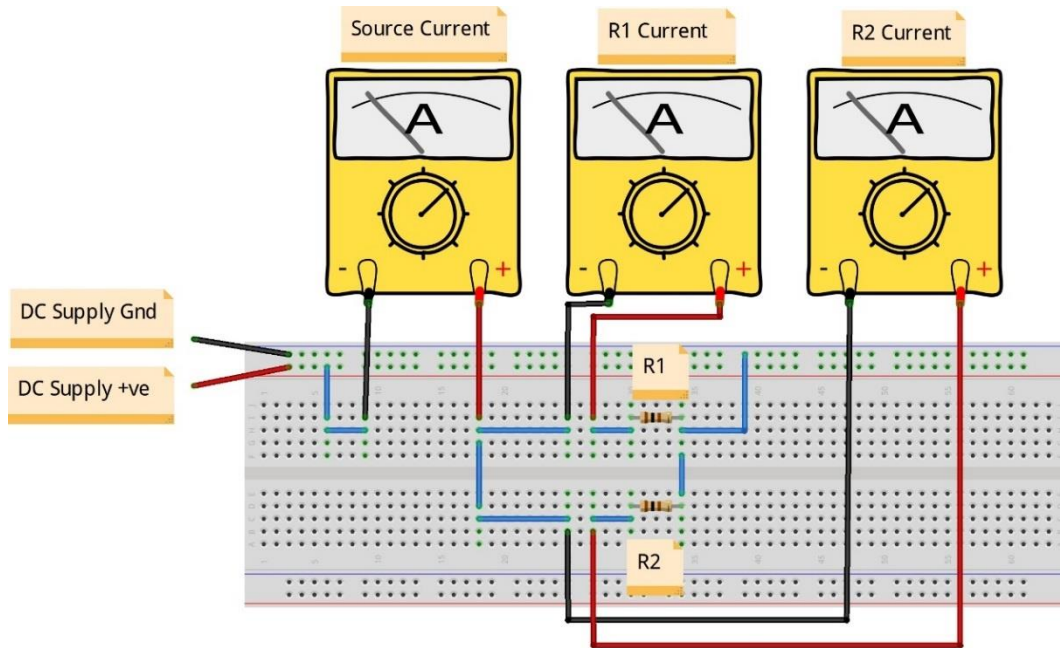 Source Current
R1 Current
R2 Current
A
A
A
- +
- +
- +
DC Supply Gnd
DC Supply +ve
R1
R2